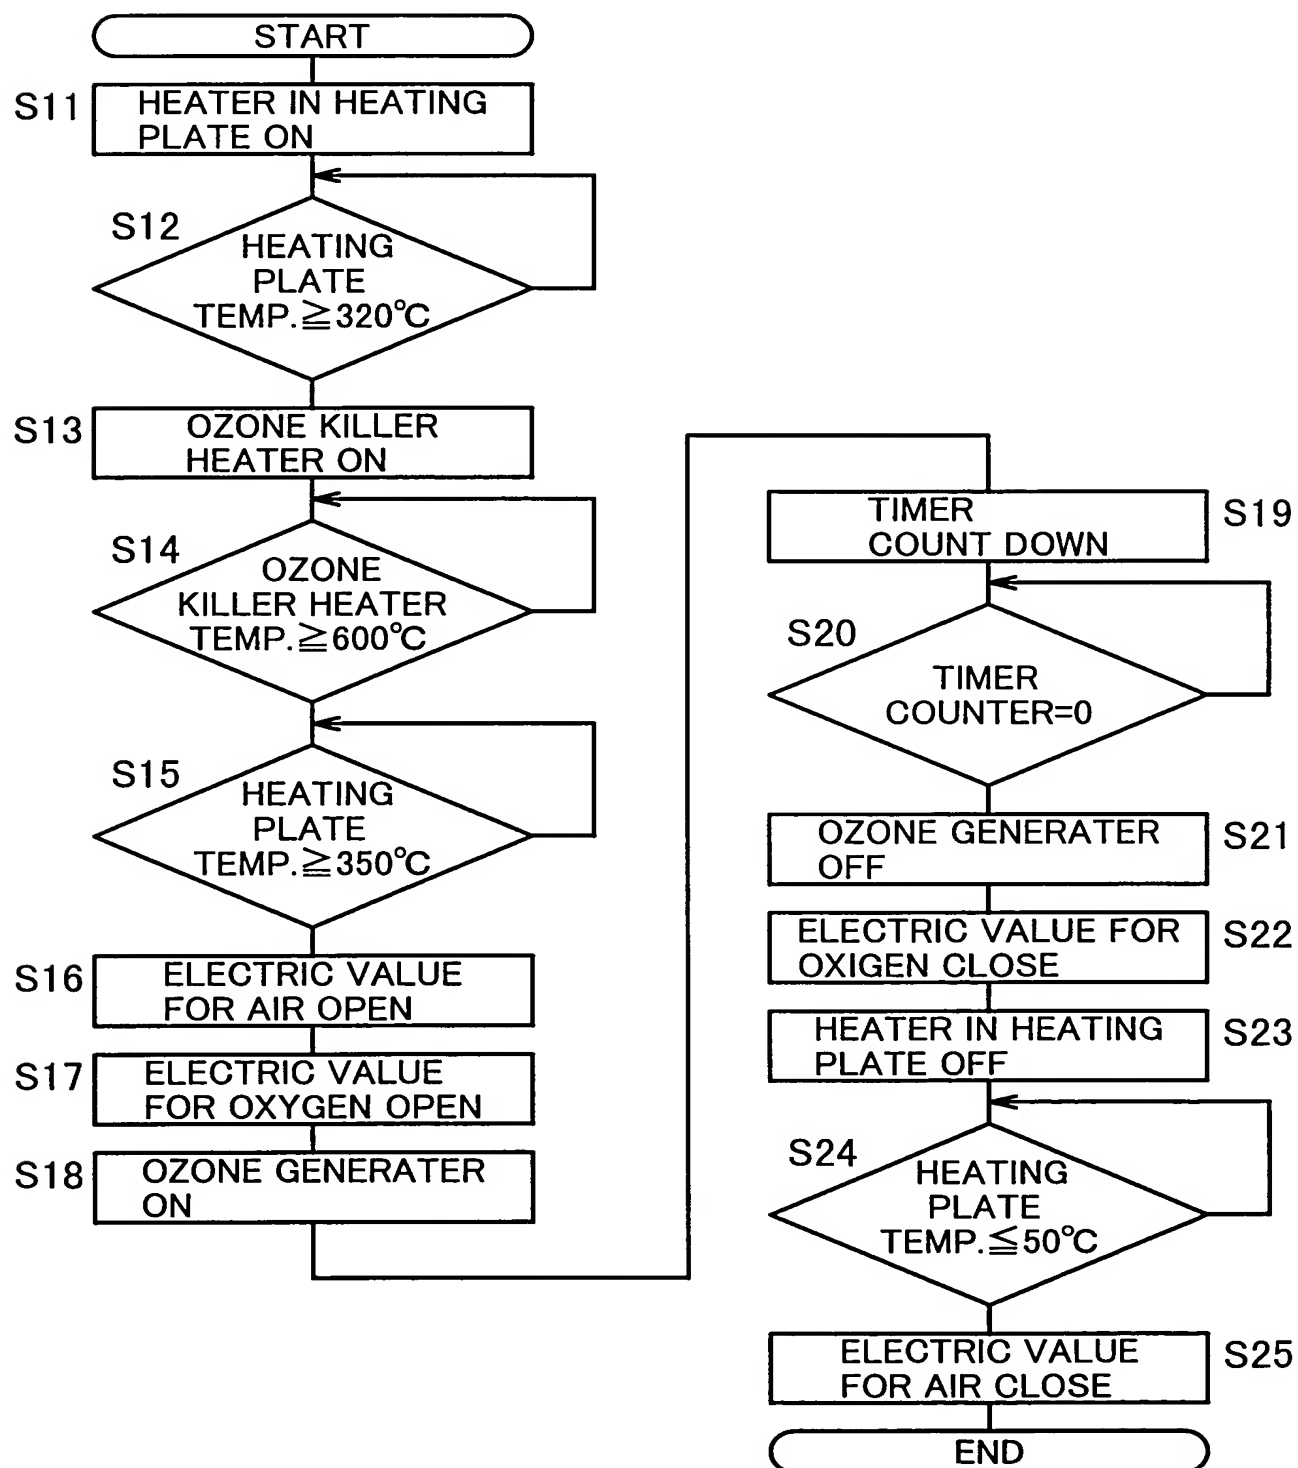 START
S11
HEATER IN HEATING
PLATE ON
S12
HEATING
PLATE
TEMP.≧320°C
S13
OZONE KILLER
HEATER ON
S14
OZONE
KILLER HEATER
TEMP.≧600°C
S15
HEATING
PLATE
TEMP.≧350°C
S16
ELECTRIC VALUE
FOR AIR OPEN
S17
ELECTRIC VALUE
FOR OXYGEN OPEN
S18
OZONE GENERATER
ON
TIMER
COUNT DOWN
S19
S20
TIMER
COUNTER=0
OZONE GENERATER
OFF
S21
ELECTRIC VALUE FOR
OXIGEN CLOSE
S22
HEATER IN HEATING
PLATE OFF
S23
S24
HEATING
PLATE
TEMP.≦50°C
ELECTRIC VALUE
FOR AIR CLOSE
S25
END